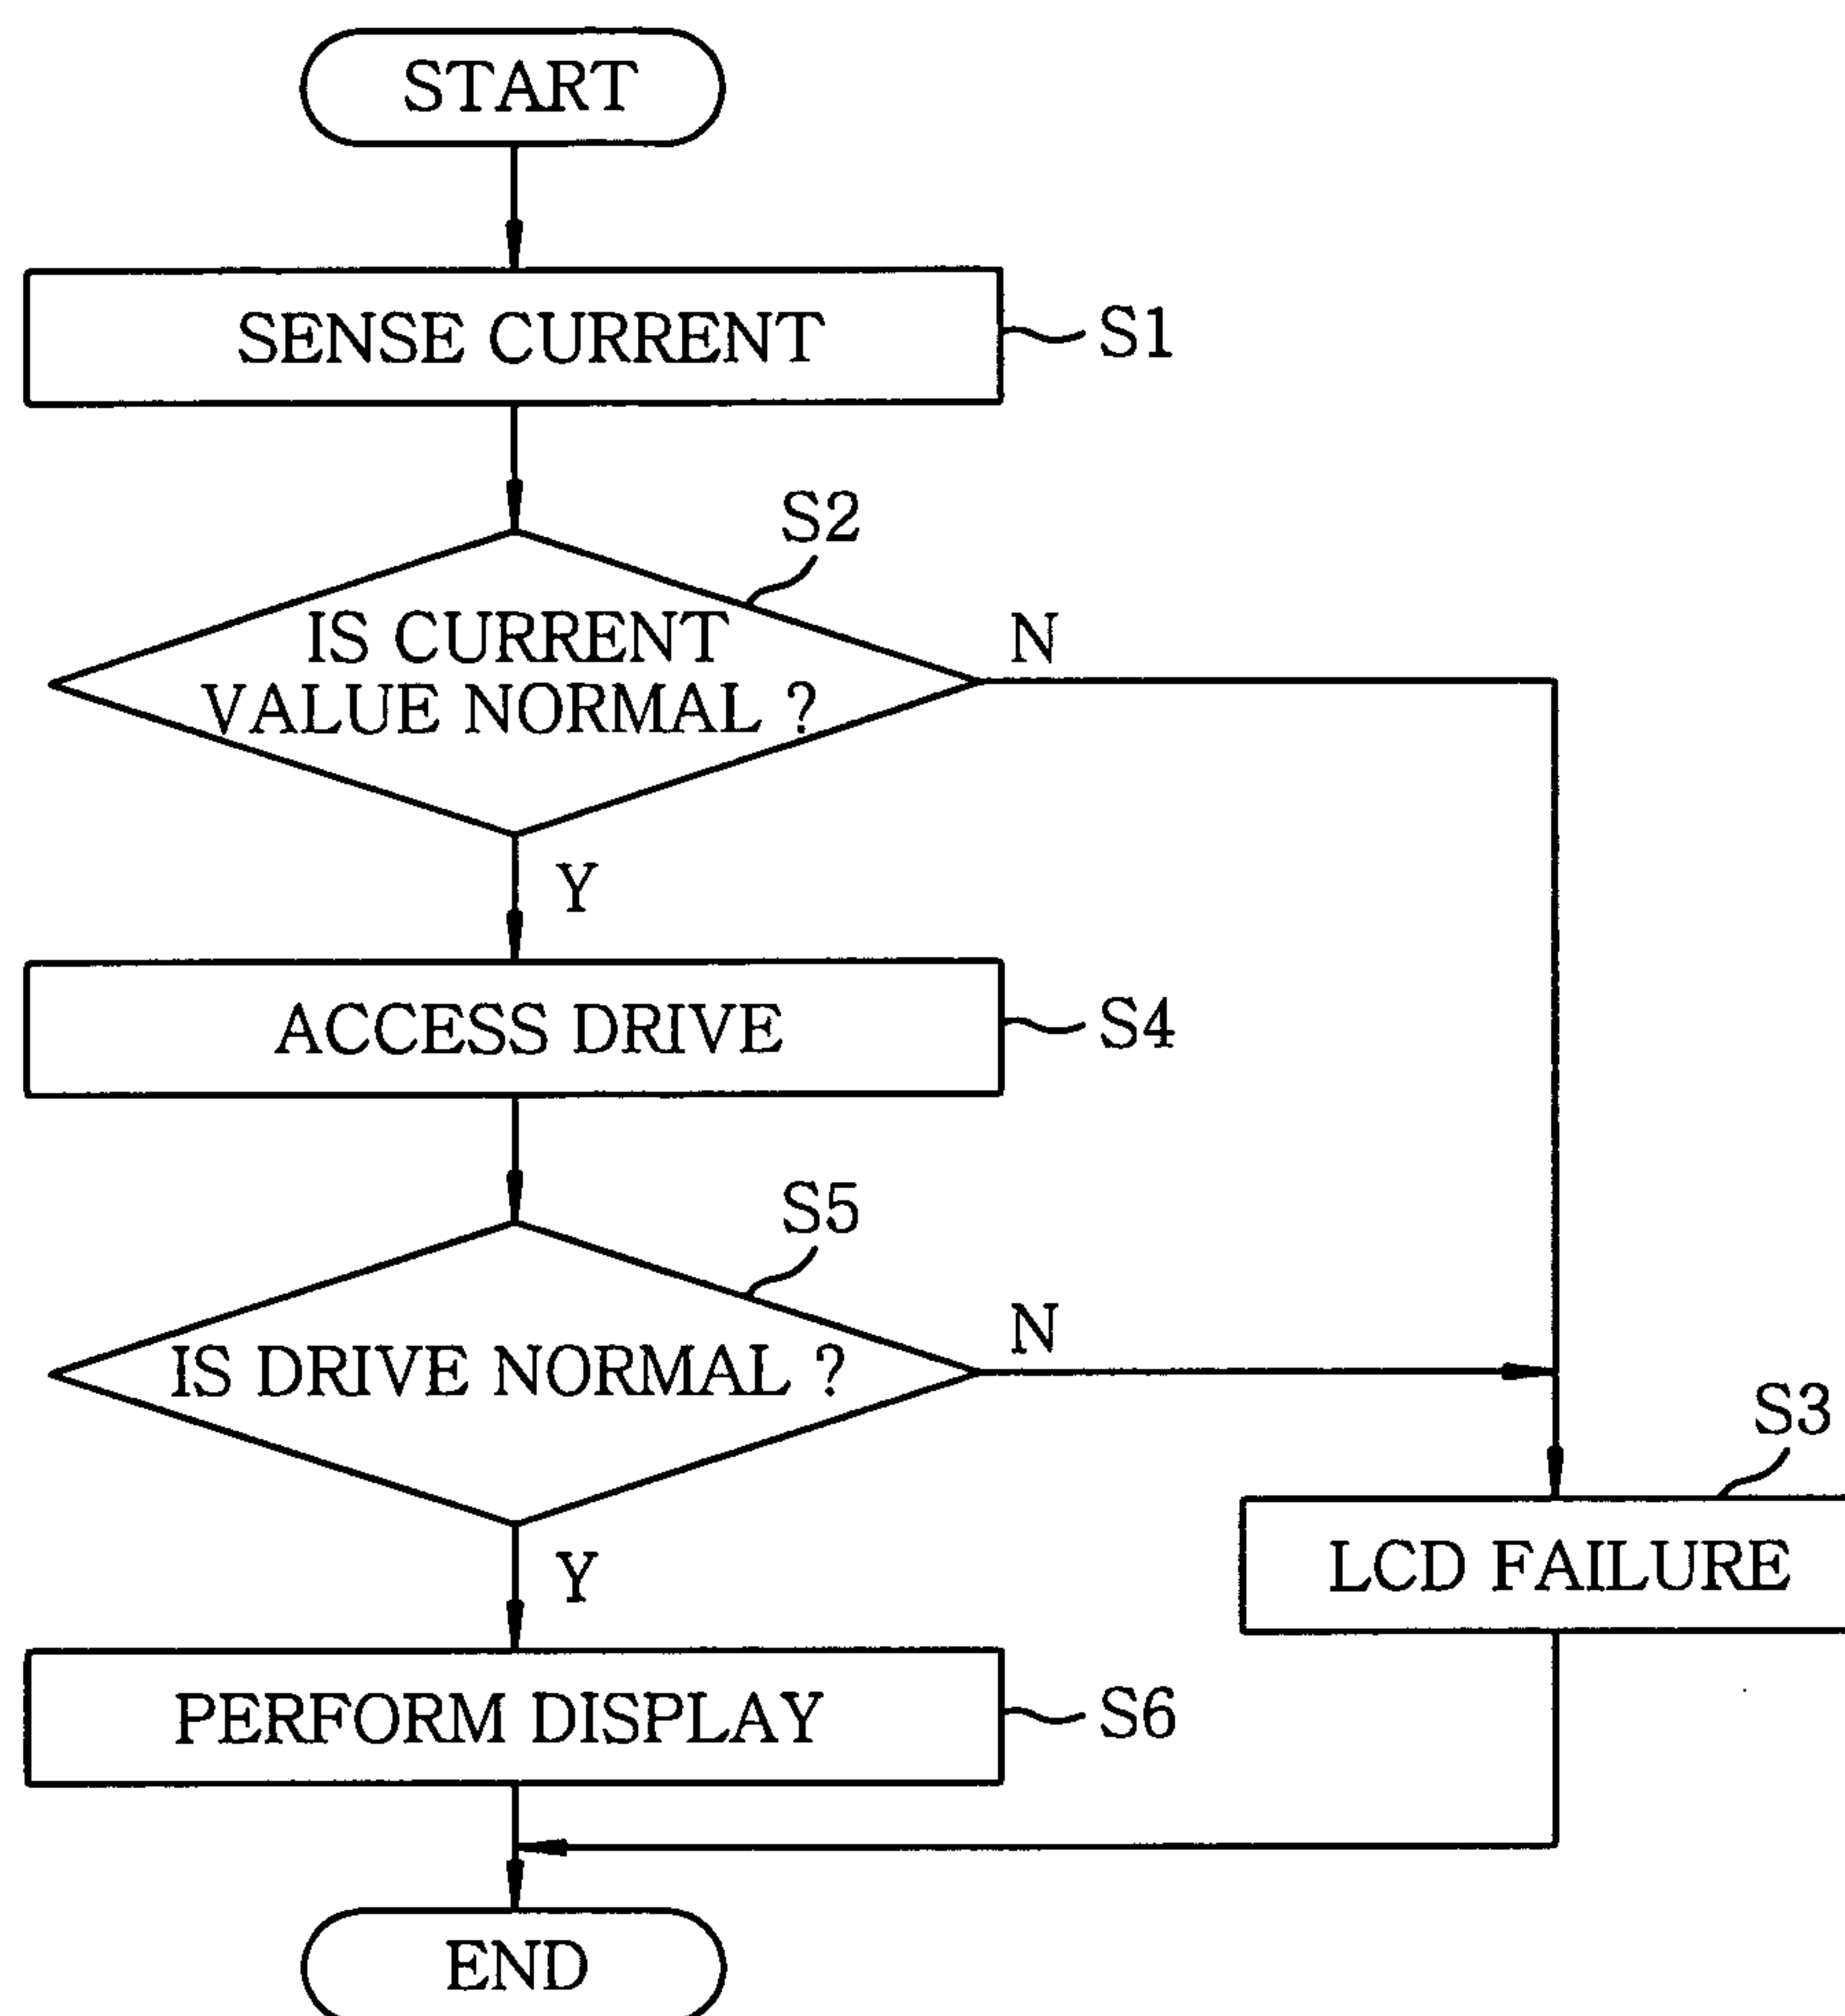 START
SENSE CURRENT
S1
S2
IS CURRENT
VALUE NORMAL ?
N
Y
ACCESS DRIVE
S4
S5
IS DRIVE NORMAL ?
N
S3
LCD FAILURE
Y
PERFORM DISPLAY
S6
END